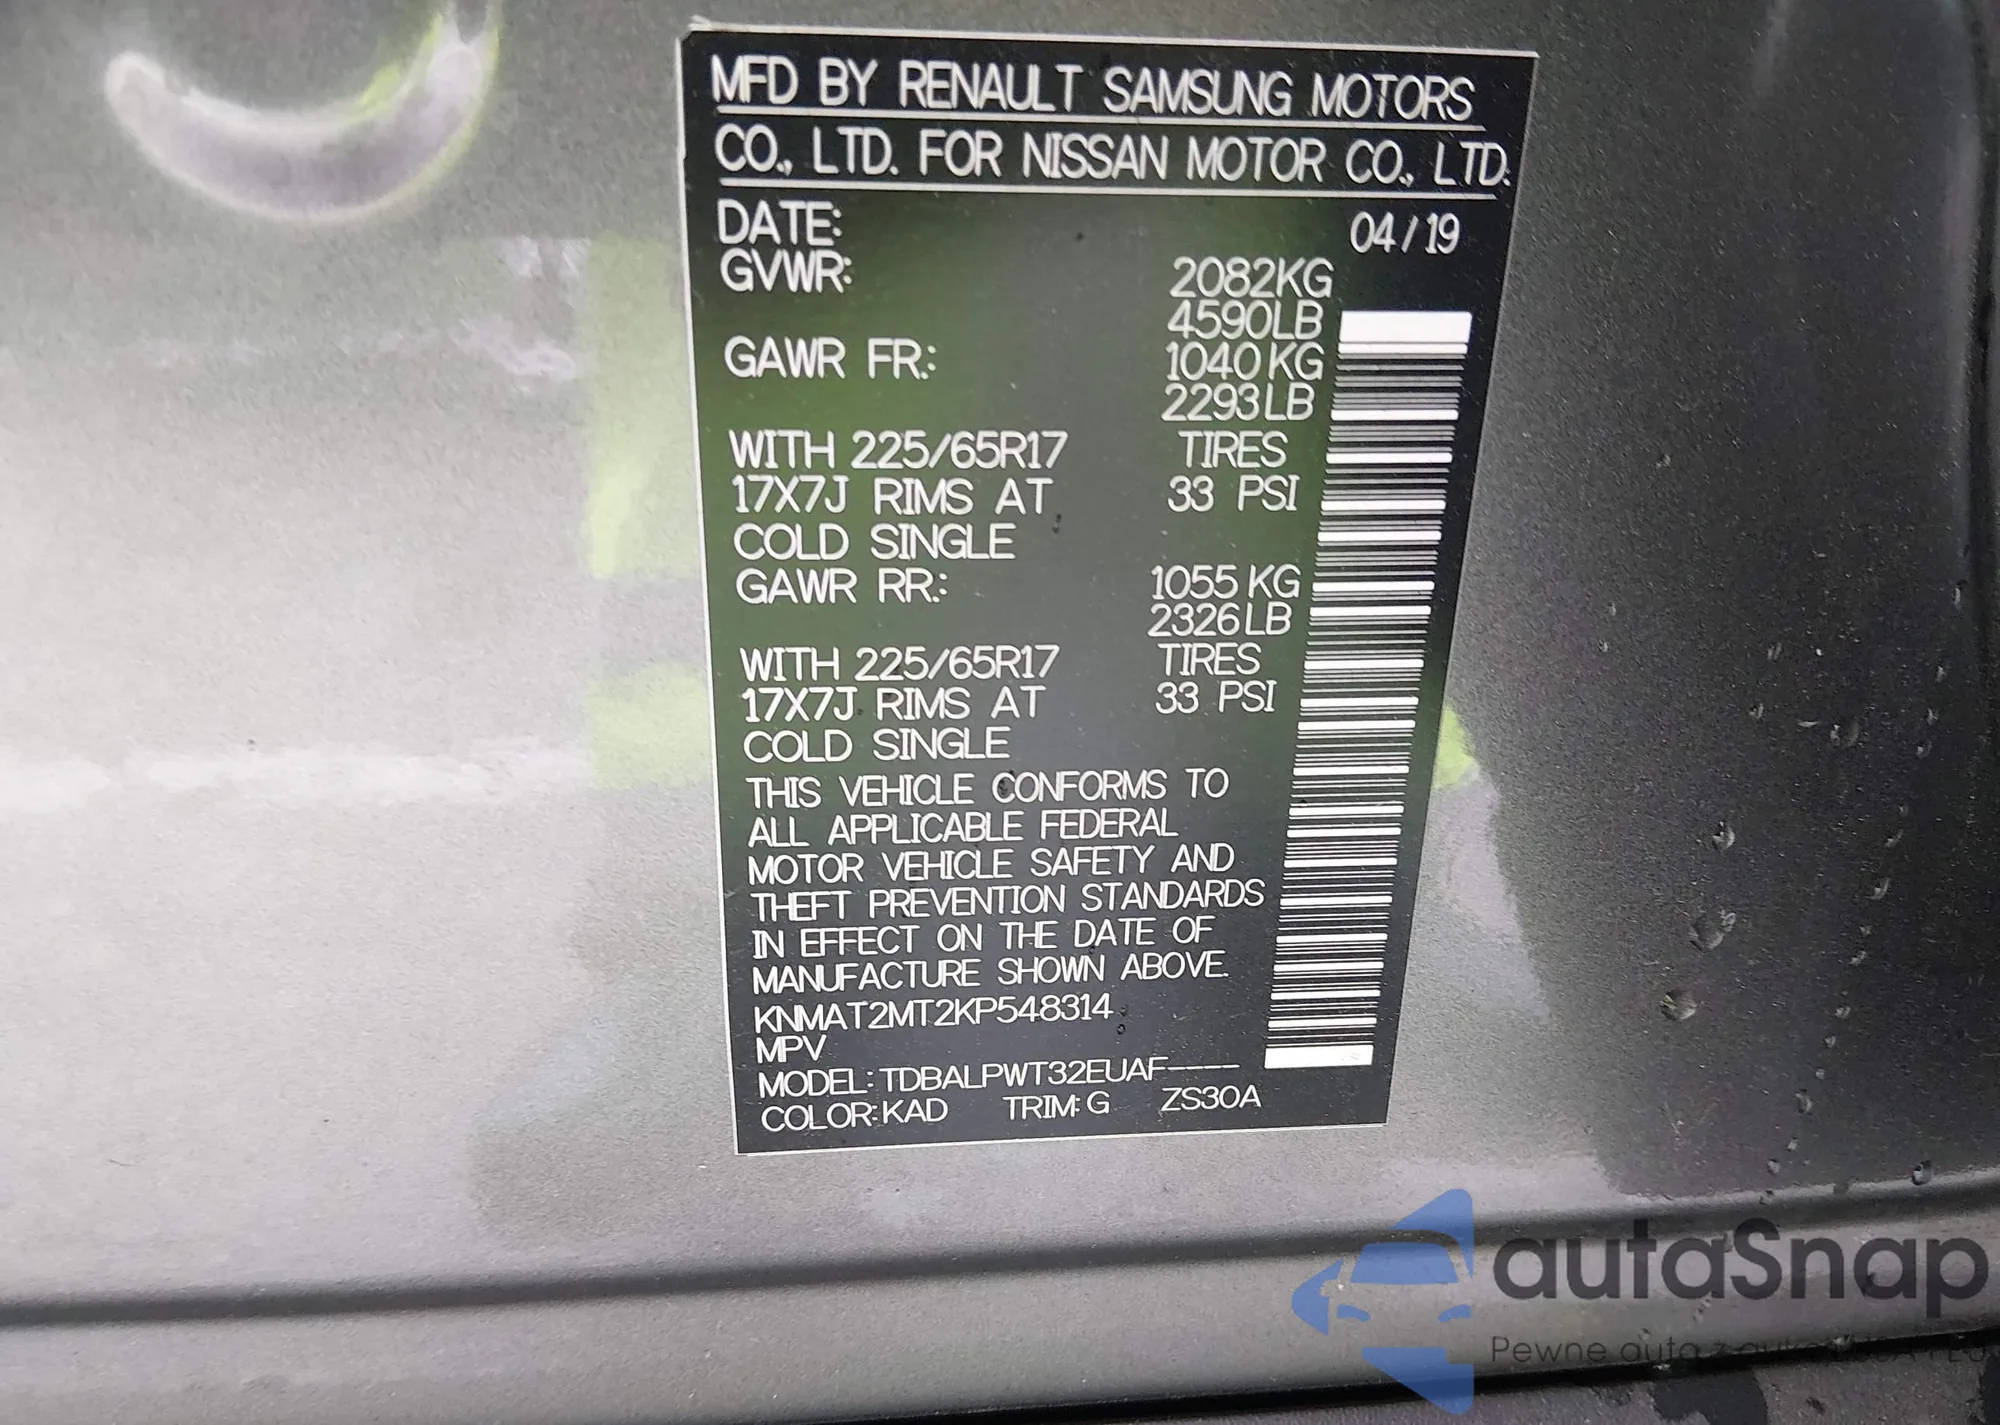 MFD BY RENAULT SAMSUNG MOTORS
CO., LTD. FOR NISSAN MOTOR CO., LTD.
DATE: 04/19
GVWR: 2082KG
4590LB
GAWR FR.: 1040KG
2293LB
WITH 225/65R17 TIRES
17X7J RIMS AT 33 PSI
COLD SINGLE
GAWR RR.: 1055KG
2326LB
WITH 225/65R17 TIRES
17X7J RIMS AT 33 PSI
COLD SINGLE
THIS VEHICLE CONFORMS TO
ALL APPLICABLE FEDERAL
MOTOR VEHICLE SAFETY AND
THEFT PREVENTION STANDARDS
IN EFFECT ON THE DATE OF
MANUFACTURE SHOWN ABOVE.
KNMAT2MT2KP548314
MPV
MODEL: TDBALPWT32EUAF----
COLOR: KAD TRIM: G ZS30A
autaSnap
Pewne auta z